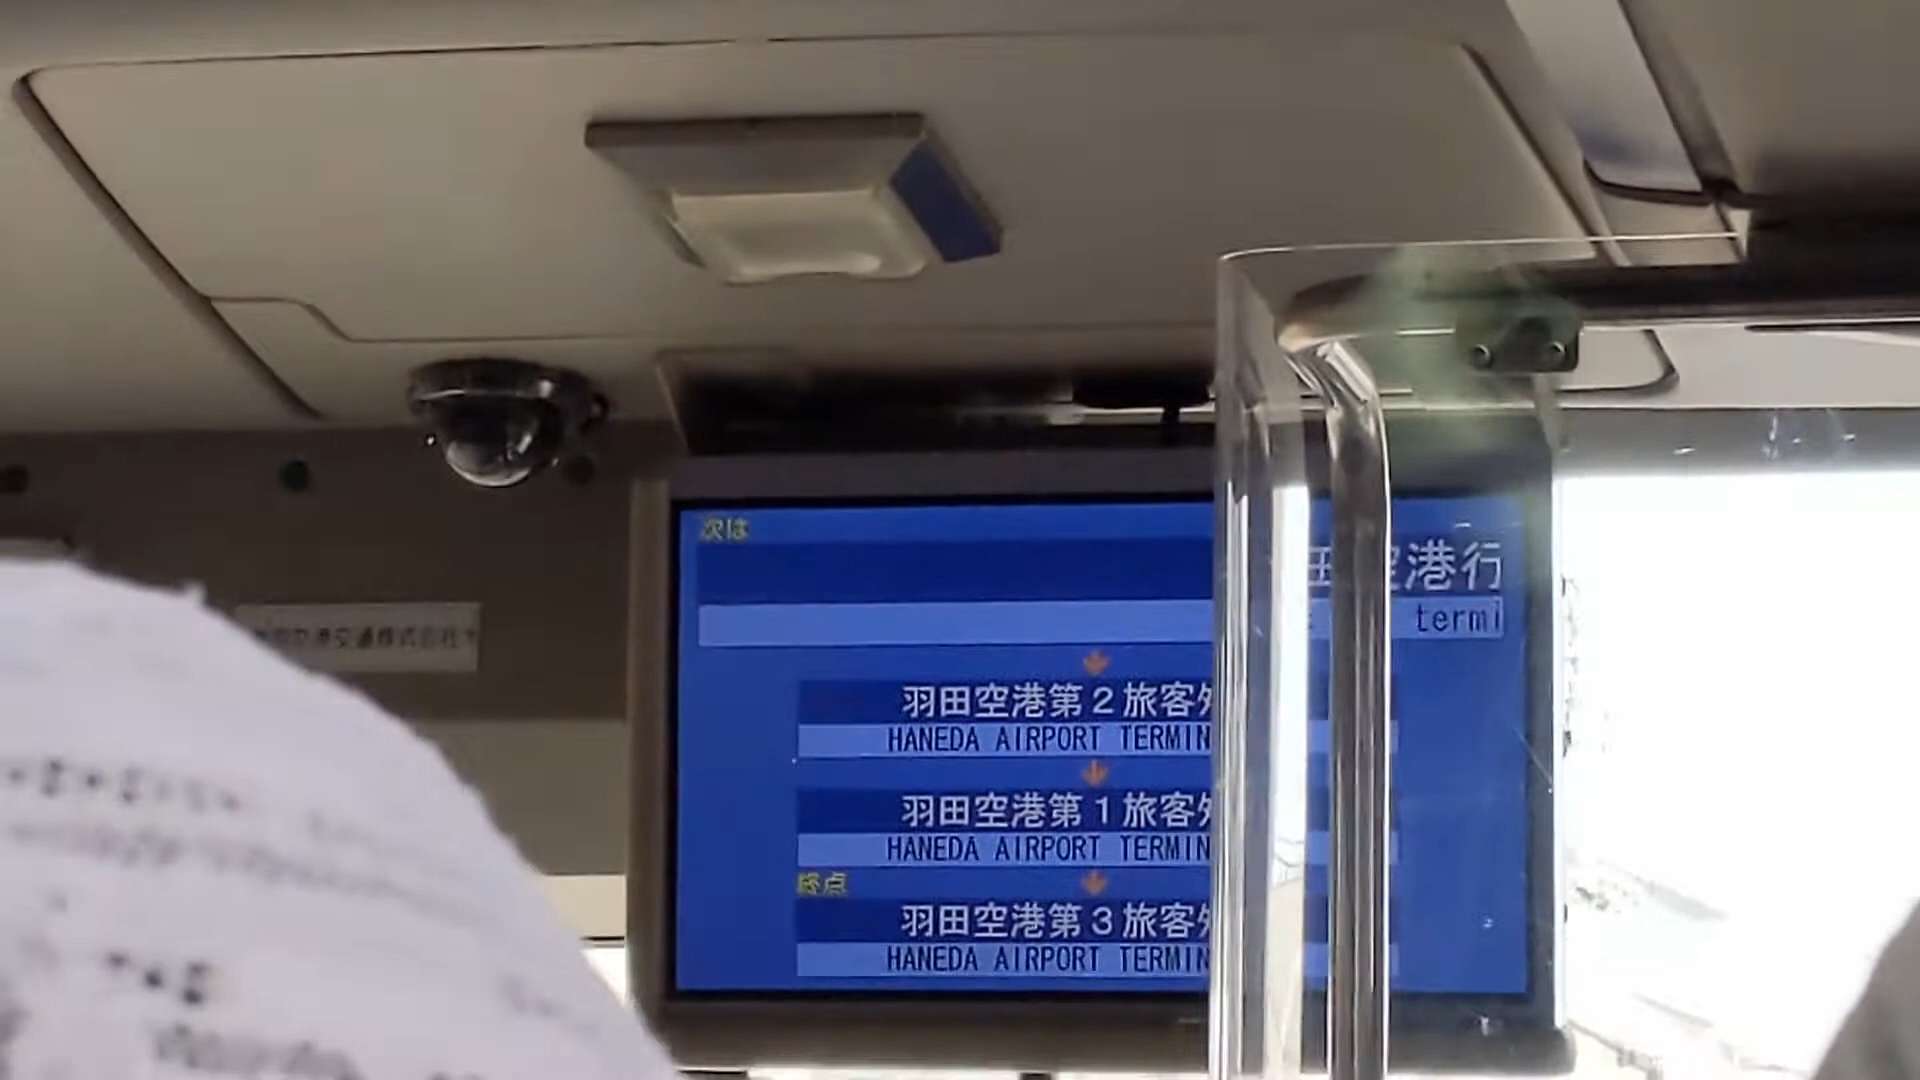 次は
空港行
termi
羽田空港第2旅客
HANEDA AIRPORT TERMIN
羽田空港第1旅客
HANEDA AIRPORT TERMIN
終点
羽田空港第3旅客
HANEDA AIRPORT TERMIN